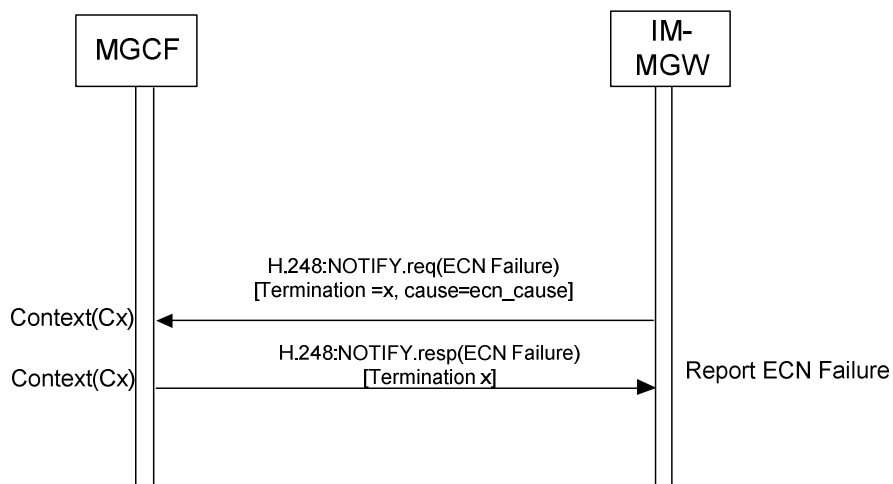 MGCF
IM-
MGW
H.248:NOTIFY.req(ECN Failure)
[Termination =x, cause=ecn_cause]
Context(Cx)
H.248:NOTIFY.resp(ECN Failure)
Context(Cx)
[Termination x]
Report ECN Failure